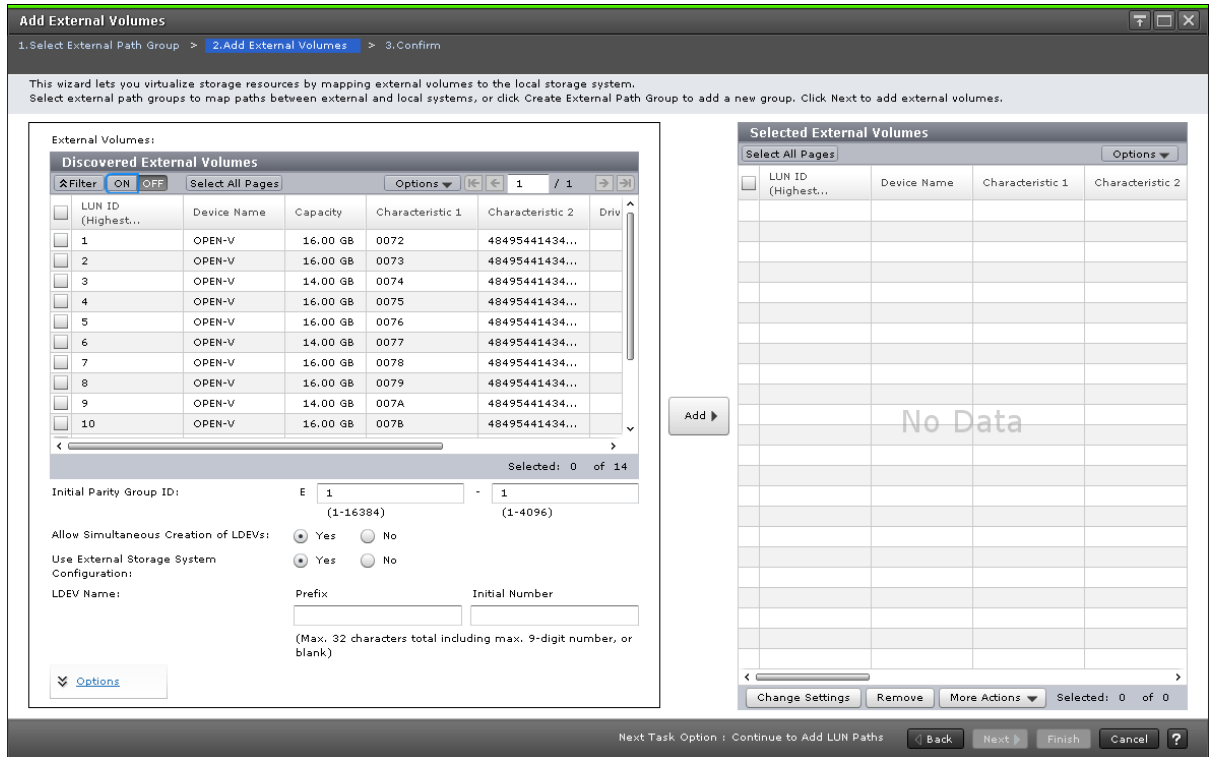 Add External Volumes
1.Select External Path Group > 2.Add External Volumes > 3.Confirm
This wizard lets you virtualize storage resources by mapping external volumes to the local storage system.
Select external path groups to map paths between external and local systems, or click Create External Path Group to add a new group. Click Next to add external volumes.
External Volumes:
Discovered External Volumes
Filter ON OFF Select All Pages Options 1 / 1
LUN ID (Highest... Device Name Capacity Characteristic 1 Characteristic 2 Driv
1 OPEN-V 16.00 GB 0072 48495441434...
2 OPEN-V 16.00 GB 0073 48495441434...
3 OPEN-V 14.00 GB 0074 48495441434...
4 OPEN-V 16.00 GB 0075 48495441434...
5 OPEN-V 16.00 GB 0076 48495441434...
6 OPEN-V 14.00 GB 0077 48495441434...
7 OPEN-V 16.00 GB 0078 48495441434...
8 OPEN-V 16.00 GB 0079 48495441434...
9 OPEN-V 14.00 GB 007A 48495441434...
10 OPEN-V 16.00 GB 007B 48495441434...
Selected: 0 of 14
Initial Parity Group ID: E 1 - 1
(1-16384) (1-4096)
Allow Simultaneous Creation of LDEVs: Yes No
Use External Storage System Configuration: Yes No
LDEV Name: Prefix Initial Number
(Max. 32 characters total including max. 9-digit number, or
blank)
Options
Add
Selected External Volumes
Select All Pages Options
LUN ID (Highest... Device Name Characteristic 1 Characteristic 2
No Data
Change Settings Remove More Actions Selected: 0 of 0
Next Task Option : Continue to Add LUN Paths Back Next Finish Cancel ?